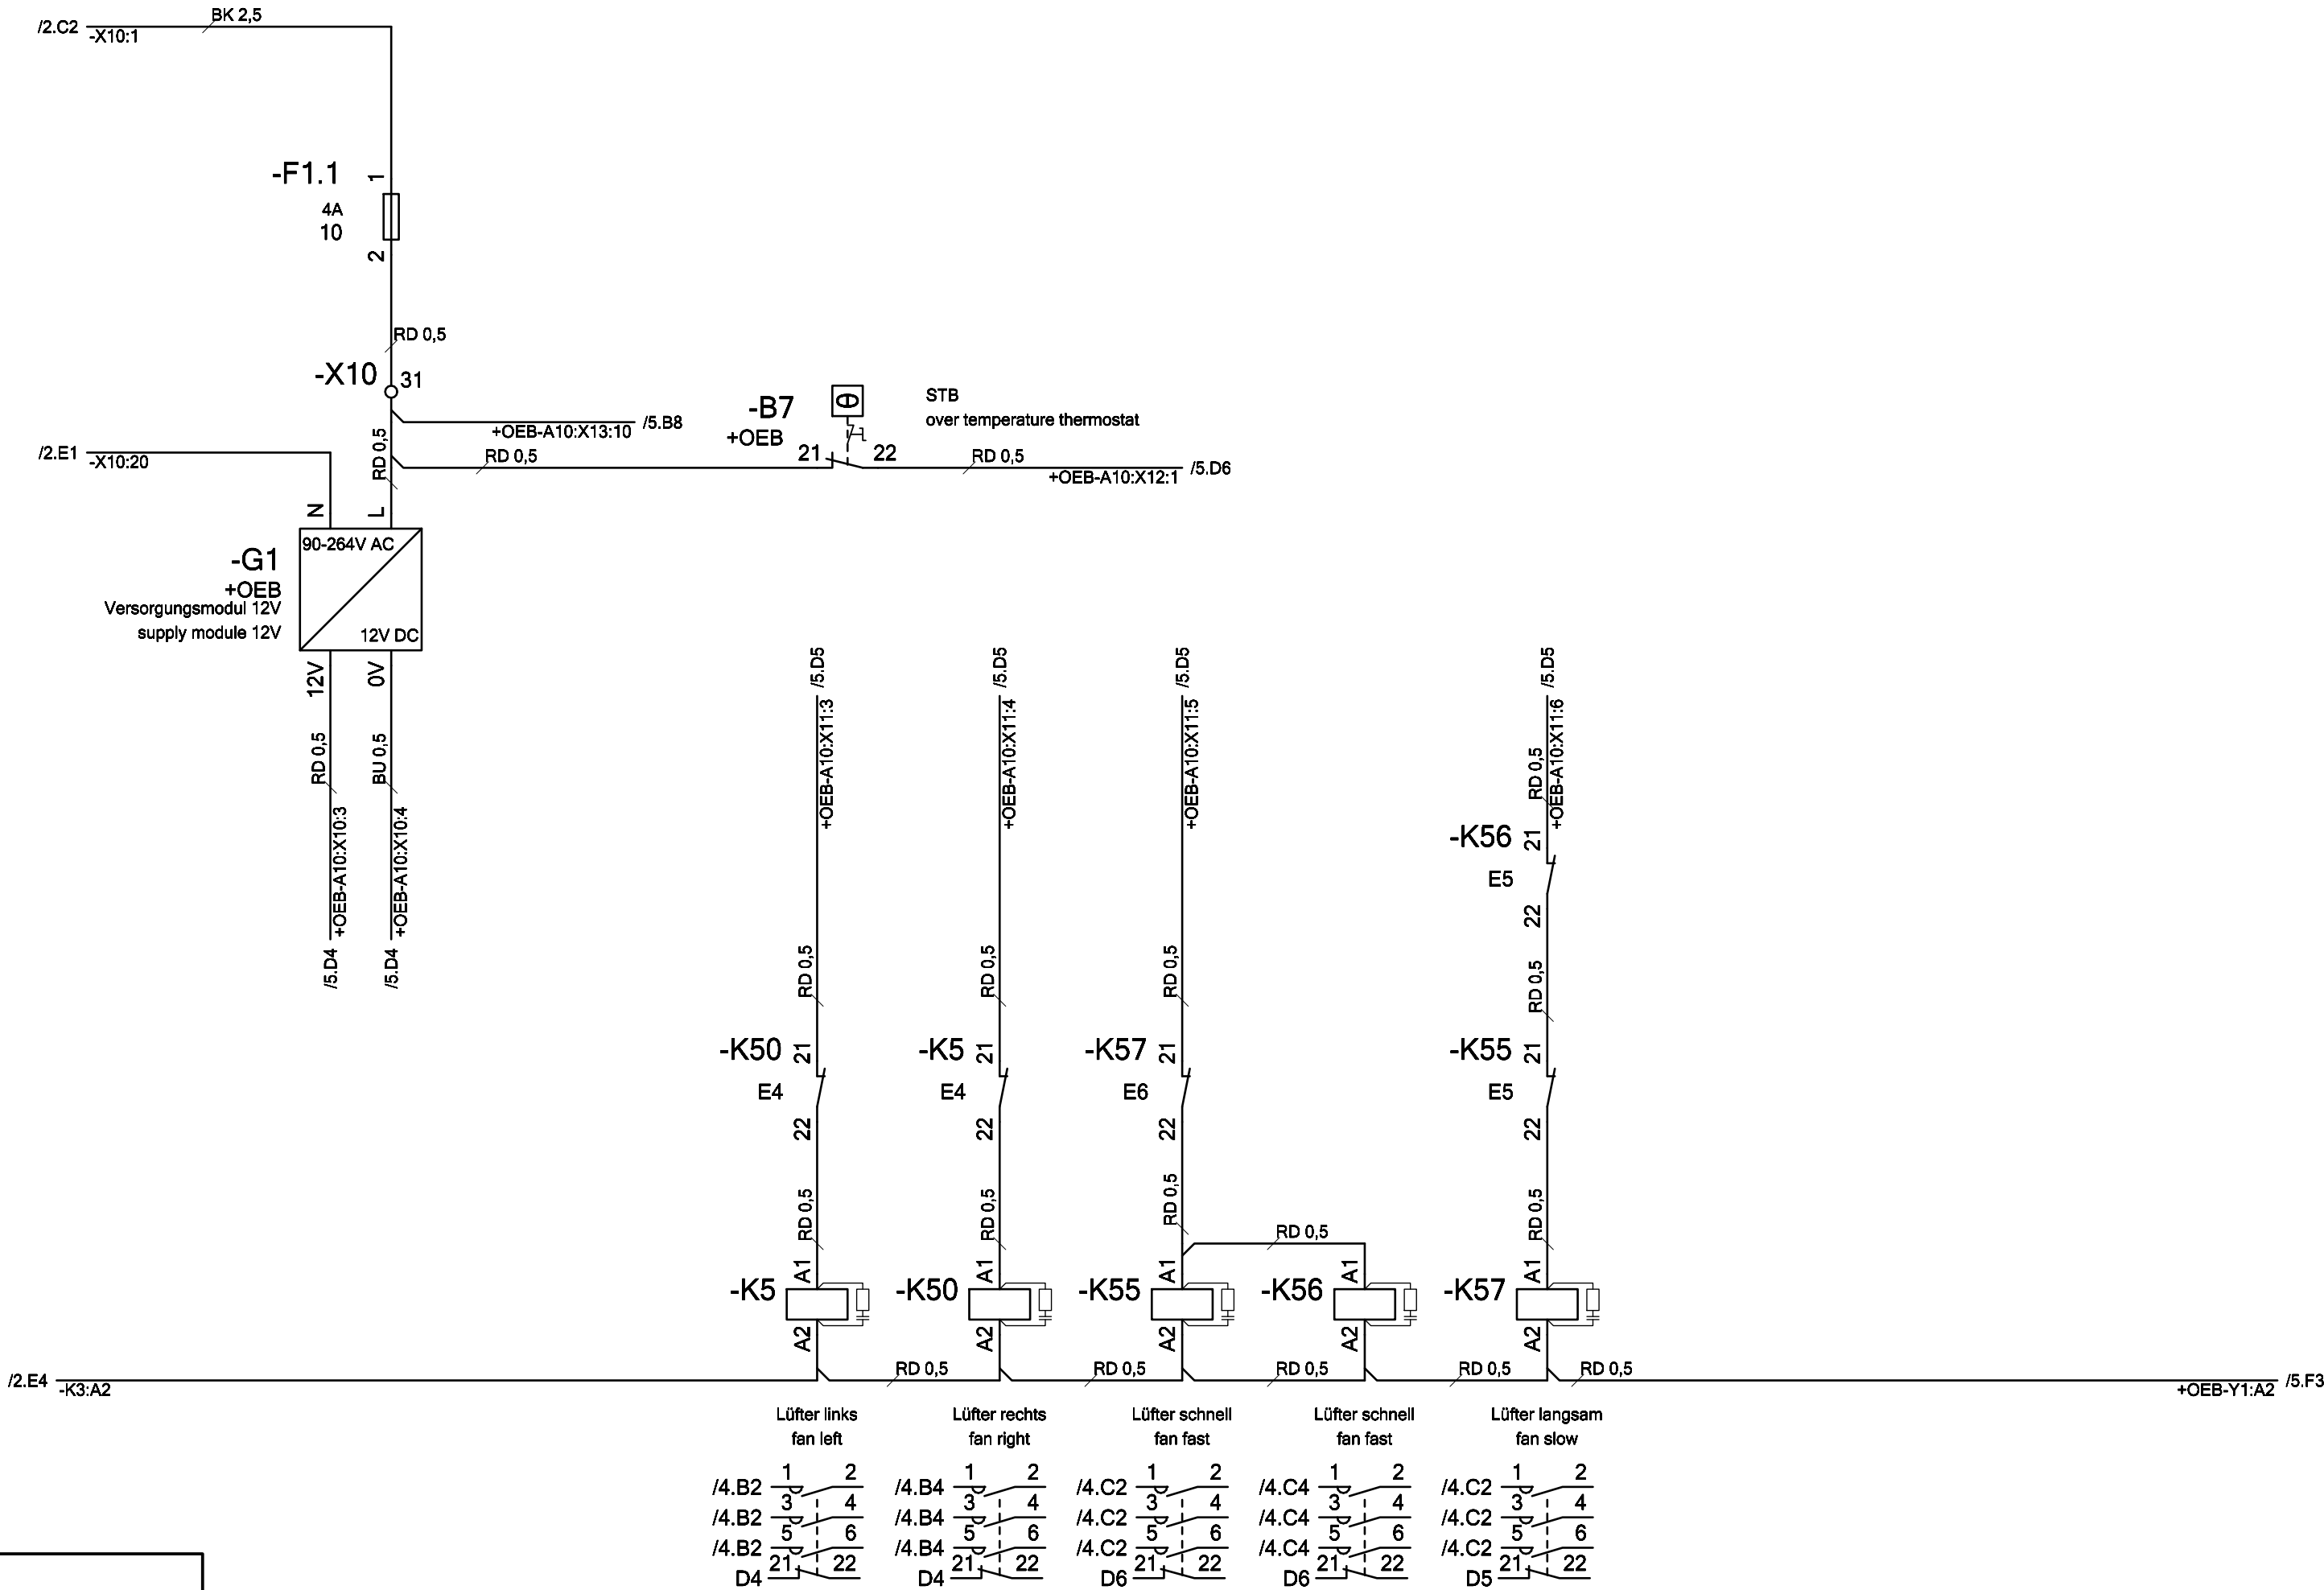 BK 2,5
/2.C2
-X10:1
-F1.1
1
4A
10
2
RD 0,5
-X10
31
+OEB-A10:X13:10
/5.B8
/2.E1
-X10:20
RD 0,5
RD 0,5
-B7
+OEB
21
22
STB
over temperature thermostat
RD 0,5
+OEB-A10:X12:1
/5.D6
N
L
90-264V AC
12V DC
-G1
+OEB
Versorgungsmodul 12V
supply module 12V
12V
0V
RD 0,5
BU 0,5
+OEB-A10:X10:3
+OEB-A10:X10:4
/5.D4
/5.D4
/5.D5
/5.D5
/5.D5
/5.D5
+OEB-A10:X11:3
+OEB-A10:X11:4
+OEB-A10:X11:5
+OEB-A10:X11:6
RD 0,5
-K56
21
E5
22
RD 0,5
RD 0,5
RD 0,5
RD 0,5
-K50
21
E4
22
-K5
21
E4
22
-K57
21
E6
22
-K55
21
E5
22
RD 0,5
RD 0,5
RD 0,5
RD 0,5
RD 0,5
-K5
A1
A2
-K50
A1
A2
-K55
A1
A2
-K56
A1
A2
-K57
A1
A2
/2.E4
-K3:A2
RD 0,5
RD 0,5
RD 0,5
RD 0,5
RD 0,5
+OEB-Y1:A2
/5.F3
Lüfter links
fan left
Lüfter rechts
fan right
Lüfter schnell
fan fast
Lüfter schnell
fan fast
Lüfter langsam
fan slow
/4.B2 1 2
/4.B2 3 4
/4.B2 5 6
D4 21 22
/4.B4 1 2
/4.B4 3 4
/4.B4 5 6
D4 21 22
/4.C2 1 2
/4.C2 3 4
/4.C2 5 6
D6 21 22
/4.C4 1 2
/4.C4 3 4
/4.C4 5 6
D6 21 22
/4.C2 1 2
/4.C2 3 4
/4.C2 5 6
D5 21 22